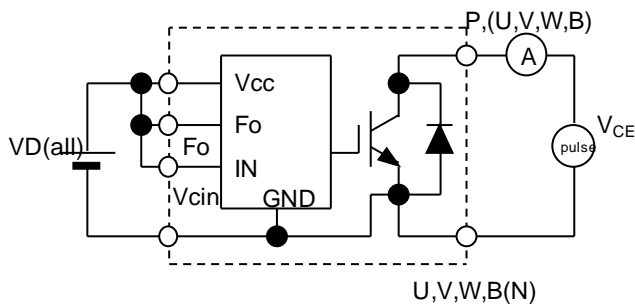 P,(U,V,W,B)
A
Vcc
VD(all)
Fo
Fo
IN
VCE
pulse
Vcin
GND
U,V,W,B(N)